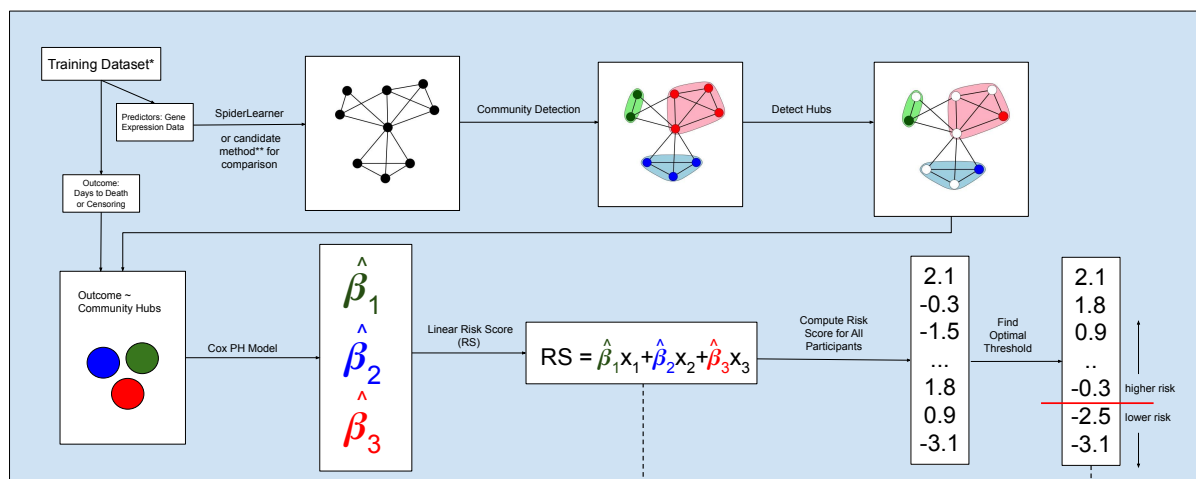 Training Dataset*
Predictors: Gene
Expression Data
SpiderLearner
or candidate
method** for
comparison
Community Detection
Detect Hubs
Outcome:
Days to Death
or Censoring
Outcome ~
Community Hubs
Cox PH Model
β̂1
β̂2
β̂3
Linear Risk Score
(RS)
RS = β̂1x1+β̂2x2+β̂3x3
Compute Risk
Score for All
Participants
2.1
-0.3
-1.5
...
1.8
0.9
-3.1
Find
Optimal
Threshold
2.1
1.8
0.9
..
-0.3
-2.5
-3.1
higher risk
lower risk